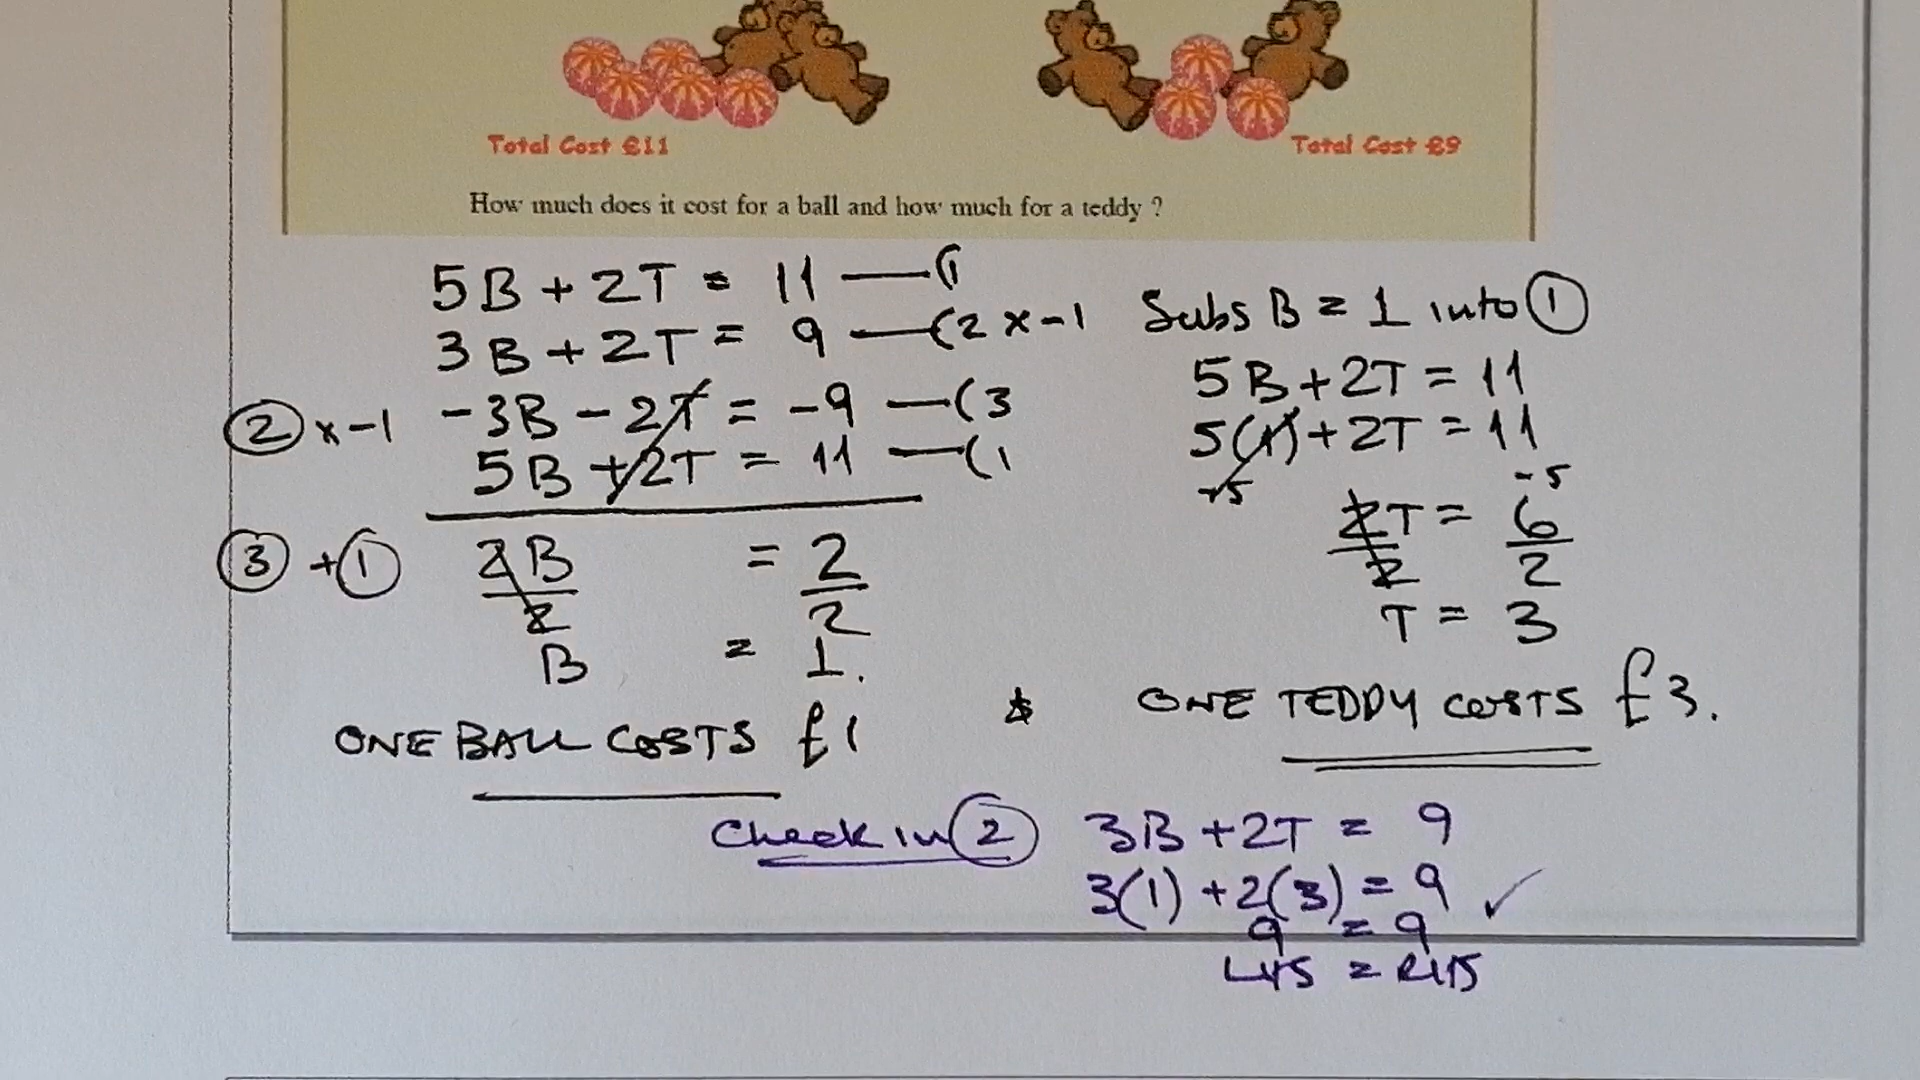 Total Cost £11
Total Cost £9
How much does it cost for a ball and how much for a teddy ?
5B + 2T = 11 —(1
3B + 2T = 9 —(2 x-1
② x-1 -3B - 2T = -9 —(3
5B + 2T = 11 —(1
③ + ① 2B = 2
2 2
B = 1.
ONE BALL COSTS £1
Subs B = 1 into ①
5B + 2T = 11
5(1) + 2T = 11
-5 -5
2T = 6
2 2
T = 3
&
ONE TEDDY COSTS £3.
Check in ② 3B + 2T = 9
3(1) + 2(3) = 9 ✓
9 = 9
LHS = RHS